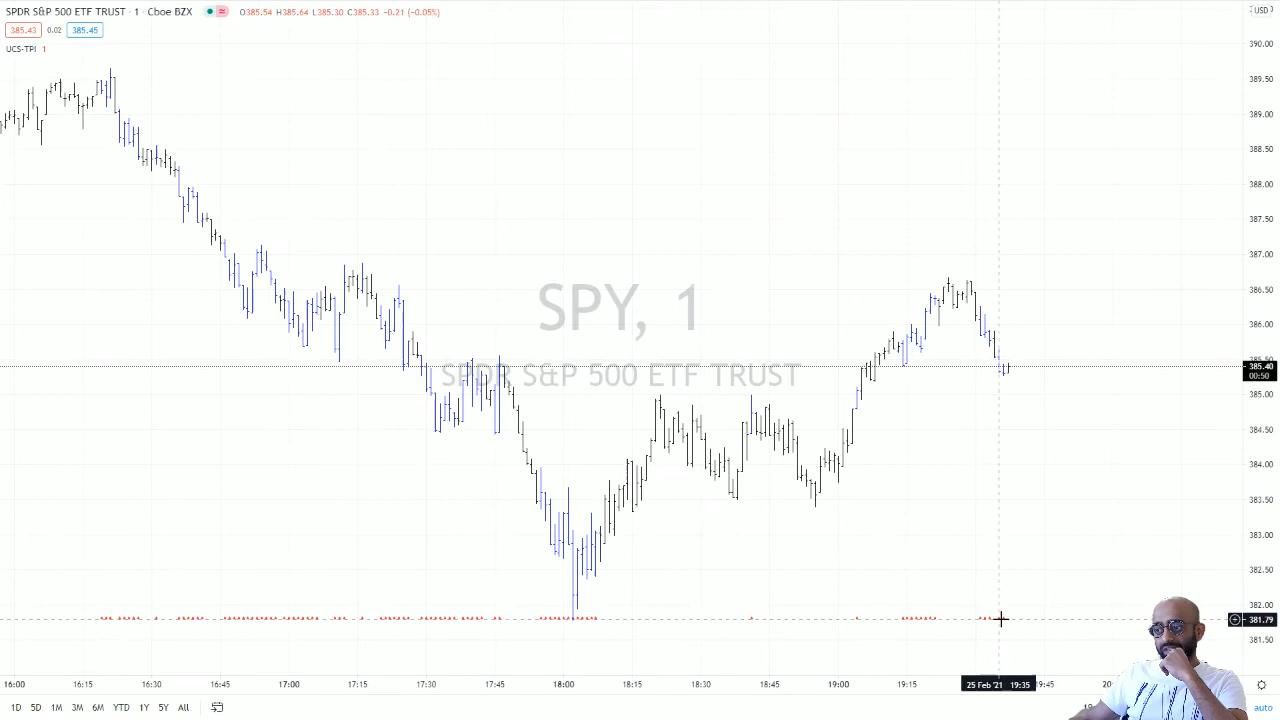 SPDR S&P 500 ETF TRUST · 1 · Cboe BZX O385.54 H385.64 L385.30 C385.33 -0.21 (-0.05%) USD
385.43 0.02 385.45
UCS-TPI 1
390.00
389.50
389.00
388.50
388.00
387.50
387.00
386.50
386.00
385.40
00:50
385.00
384.50
384.00
383.50
383.00
382.50
382.00
381.79
381.50
SPY, 1
SPDR S&P 500 ETF TRUST
16:00 16:15 16:30 16:45 17:00 17:15 17:30 17:45 18:00 18:15 18:30 18:45 19:00 19:15 25 Feb '21 19:35 19:45
1D 5D 1M 3M 6M YTD 1Y 5Y All auto